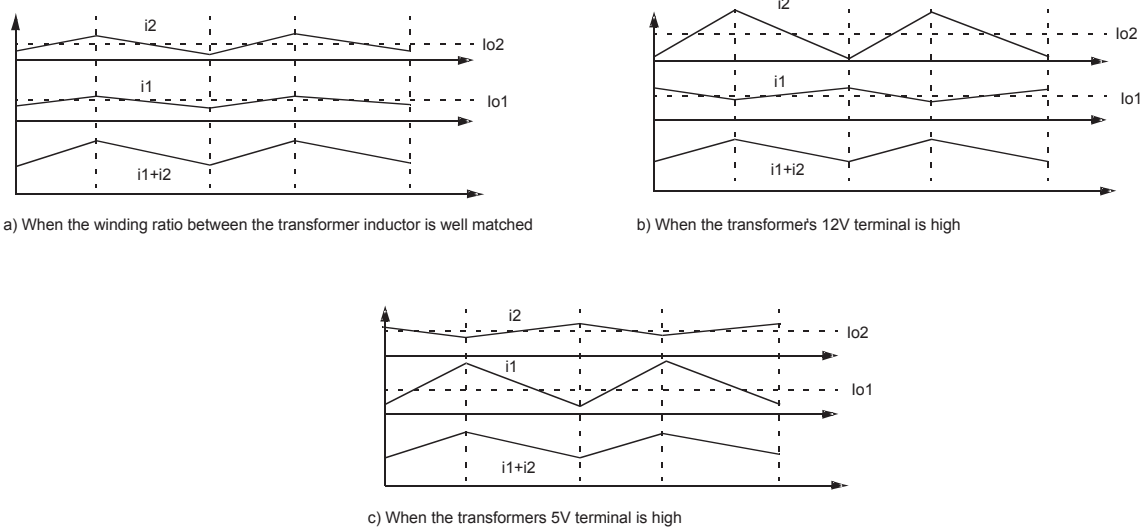 i2
Io2
i1
Io1
i1+i2
a) When the winding ratio between the transformer inductor is well matched
i2
Io2
i1
Io1
i1+i2
b) When the transformer's 12V terminal is high
i2
Io2
i1
Io1
i1+i2
c) When the transformers 5V terminal is high